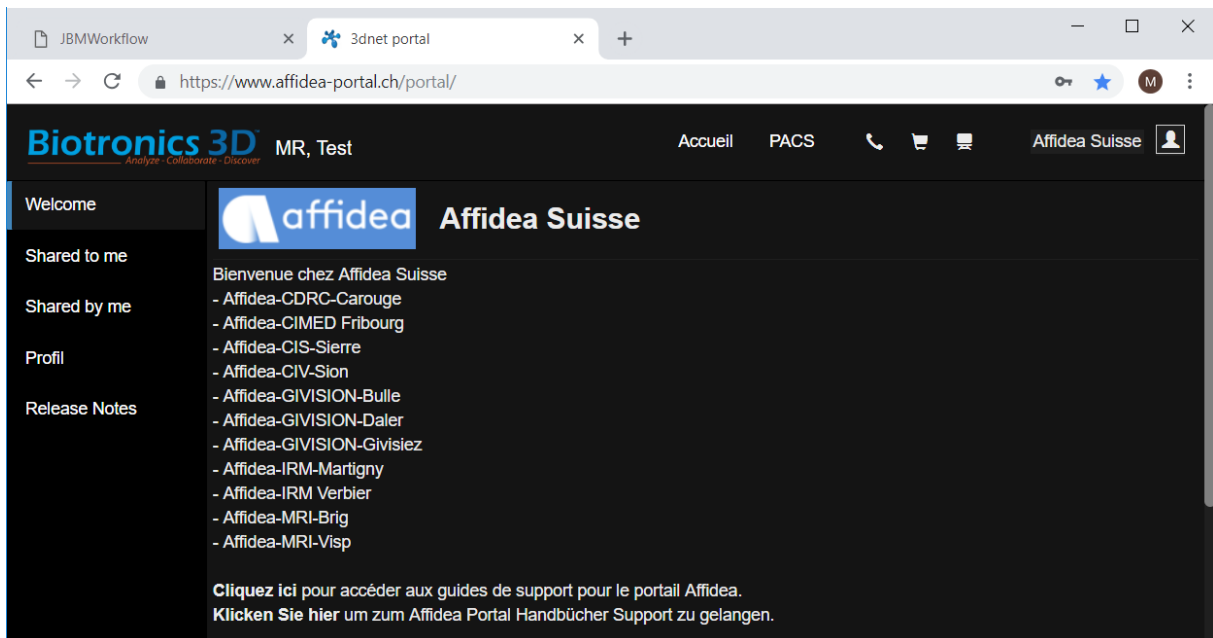 JBMWorkflow
3dnet portal
https://www.affidea-portal.ch/portal/
M
Biotronics 3D
Analyze - Collaborate - Discover
MR, Test
Accueil PACS
Affidea Suisse
Welcome
Shared to me
Shared by me
Profil
Release Notes
affidea
Affidea Suisse
Bienvenue chez Affidea Suisse
- Affidea-CDRC-Carouge
- Affidea-CIMED Fribourg
- Affidea-CIS-Sierre
- Affidea-CIV-Sion
- Affidea-GIVISION-Bulle
- Affidea-GIVISION-Daler
- Affidea-GIVISION-Givisiez
- Affidea-IRM-Martigny
- Affidea-IRM Verbier
- Affidea-MRI-Brig
- Affidea-MRI-Visp
Cliquez ici pour accéder aux guides de support pour le portail Affidea.
Klicken Sie hier um zum Affidea Portal Handbücher Support zu gelangen.